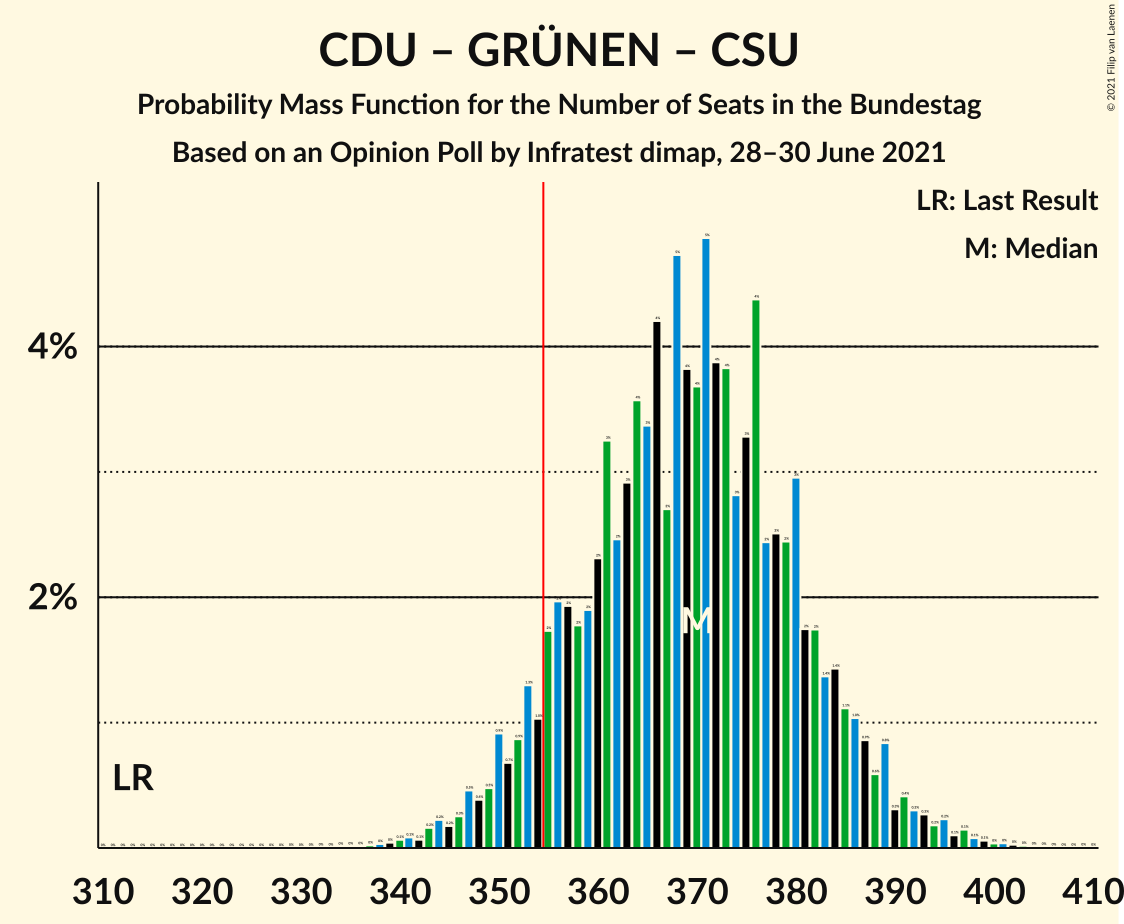 CDU – GRÜNEN – CSU
Probability Mass Function for the Number of Seats in the Bundestag
Based on an Opinion Poll by Infratest dimap, 28–30 June 2021
© 2021 Filip van Laenen
LR: Last Result
M: Median
4%
2%
M
LR
310 320 330 340 350 360 370 380 390 400 410